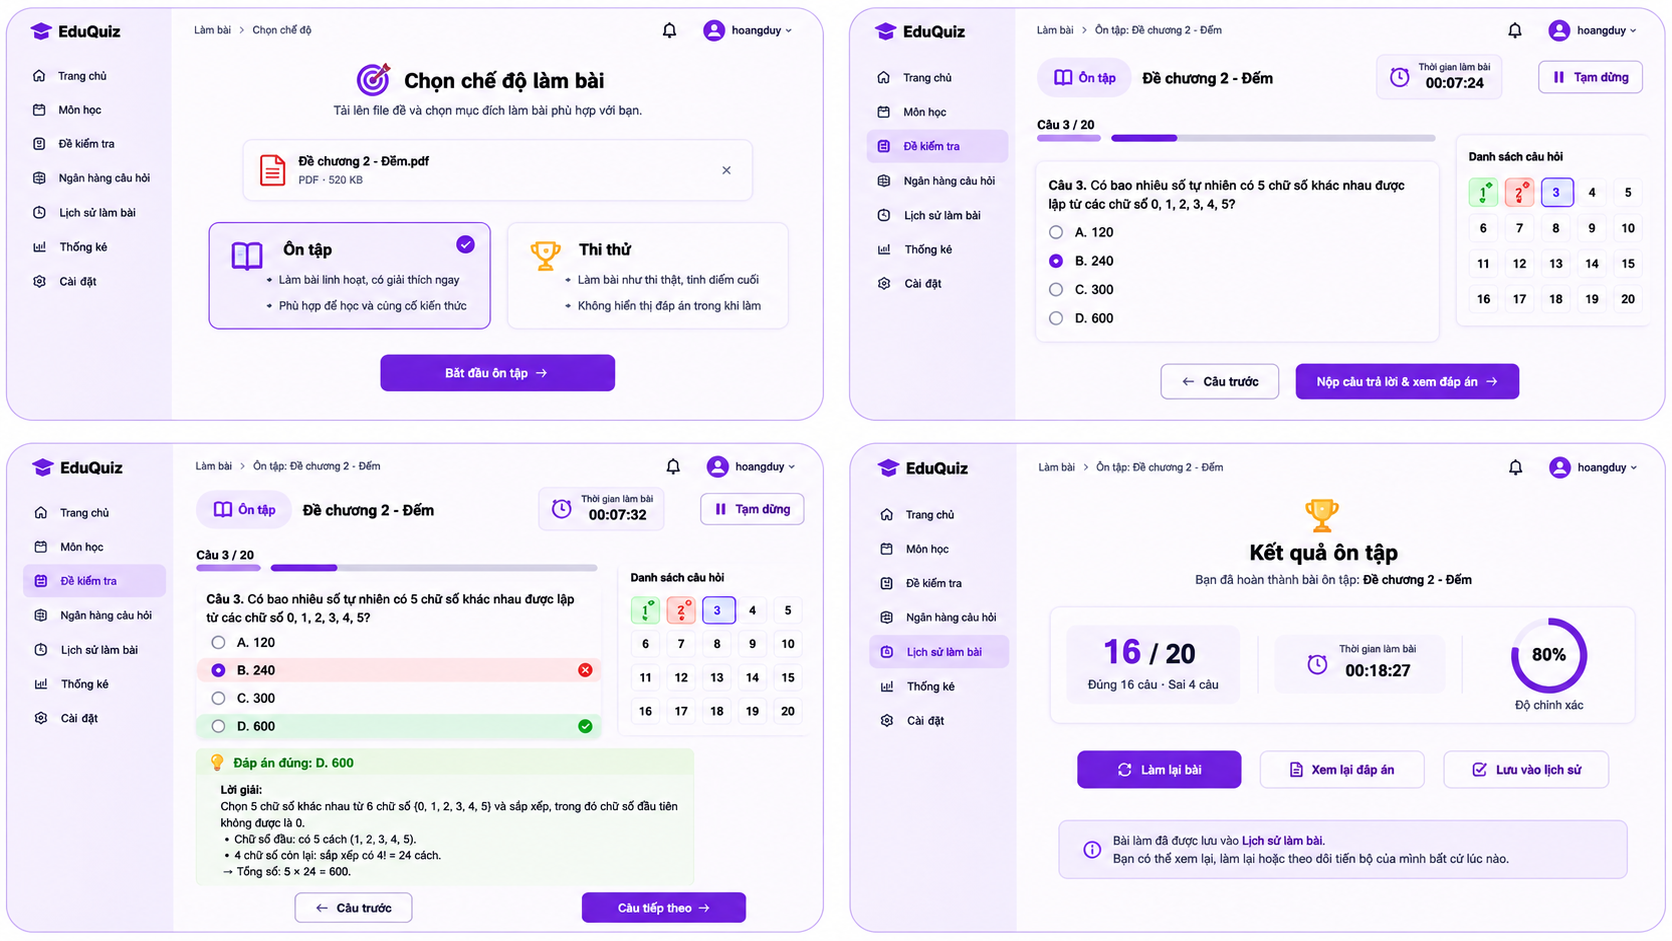 EduQuiz
Làm bài > Chọn chế độ
hoangduy
Trang chủ
Môn học
Đề kiểm tra
Ngân hàng câu hỏi
Lịch sử làm bài
Thống ké
Cài đặt
Chọn chế độ làm bài
Tải lên file đề và chọn mục đích làm bài phù hợp với bạn.
Đề chương 2 - Đếm.pdf
PDF · 520 KB
Ôn tập
Làm bài linh hoạt, có giải thích ngay
Phù hợp để học và củng cố kiến thức
Thi thử
Làm bài như thi thật, tính điểm cuối
Không hiển thị đáp án trong khi làm
Bắt đầu ôn tập →
EduQuiz
Làm bài > Ôn tập: Đề chương 2 - Đếm
hoangduy
Trang chủ
Môn học
Đề kiểm tra
Ngân hàng câu hỏi
Lịch sử làm bài
Thống ké
Cài đặt
Ôn tập
Đề chương 2 - Đếm
Thời gian làm bài
00:07:24
Tạm dừng
Câu 3 / 20
Câu 3. Có bao nhiêu số tự nhiên có 5 chữ số khác nhau được
lập từ các chữ số 0, 1, 2, 3, 4, 5?
A. 120
B. 240
C. 300
D. 600
Danh sách câu hỏi
1 2 3 4 5
6 7 8 9 10
11 12 13 14 15
16 17 18 19 20
← Câu trước
Nộp câu trả lời & xem đáp án →
EduQuiz
Làm bài > Ôn tập: Đề chương 2 - Đếm
hoangduy
Trang chủ
Môn học
Đề kiểm tra
Ngân hàng câu hỏi
Lịch sử làm bài
Thống ké
Cài đặt
Ôn tập
Đề chương 2 - Đếm
Thời gian làm bài
00:07:32
Tạm dừng
Câu 3 / 20
Câu 3. Có bao nhiêu số tự nhiên có 5 chữ số khác nhau được lập
từ các chữ số 0, 1, 2, 3, 4, 5?
A. 120
B. 240
C. 300
D. 600
Danh sách câu hỏi
1 2 3 4 5
6 7 8 9 10
11 12 13 14 15
16 17 18 19 20
Đáp án đúng: D. 600
Lời giải:
Chọn 5 chữ số khác nhau từ 6 chữ số {0, 1, 2, 3, 4, 5} và sắp xếp, trong đó chữ số đầu tiên
không được là 0.
• Chữ số đầu: có 5 cách (1, 2, 3, 4, 5).
• 4 chữ số còn lại: sắp xếp có 4! = 24 cách.
→ Tổng số: 5 × 24 = 600.
← Câu trước
Câu tiếp theo →
EduQuiz
Làm bài > Ôn tập: Đề chương 2 - Đếm
hoangduy
Trang chủ
Môn học
Đề kiểm tra
Ngân hàng câu hỏi
Lịch sử làm bài
Thống ké
Cài đặt
Kết quả ôn tập
Bạn đã hoàn thành bài ôn tập: Đề chương 2 - Đếm
16 / 20
Đúng 16 câu · Sai 4 câu
Thời gian làm bài
00:18:27
80%
Độ chính xác
Làm lại bài
Xem lại đáp án
Lưu vào lịch sử
Bài làm đã được lưu vào Lịch sử làm bài.
Bạn có thể xem lại, làm lại hoặc theo dõi tiến bộ của mình bất cứ lúc nào.